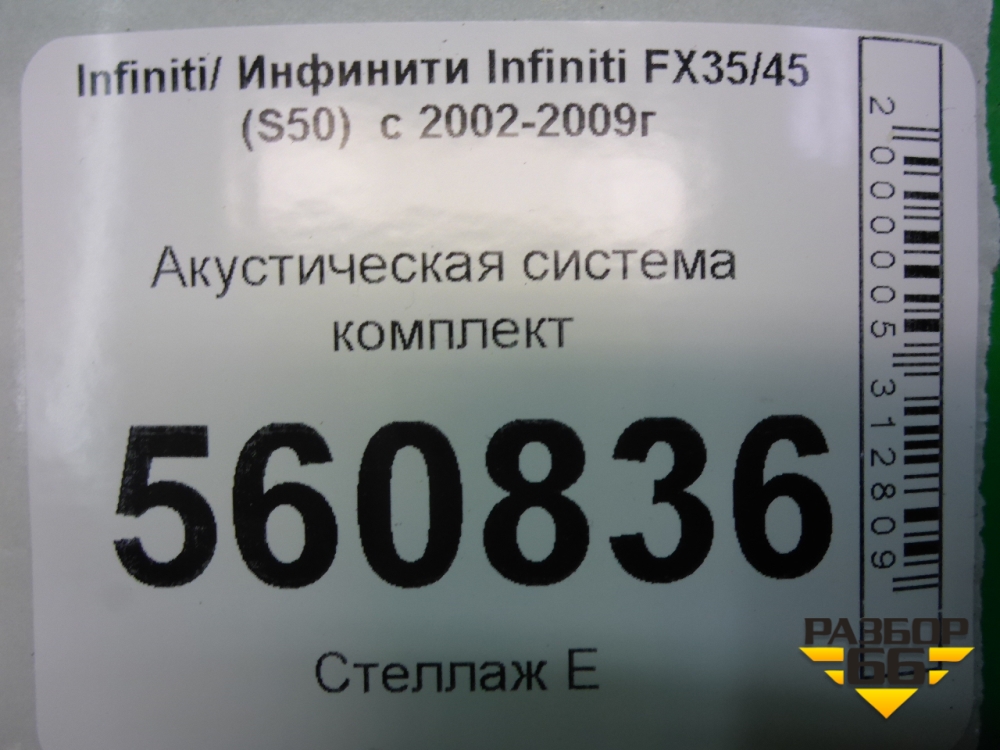 Infiniti/ Инфинити Infiniti FX35/45
(S50) с 2002-2009г
Акустическая система
комплект
560836
Стеллаж Е
2000005312809
РАЗБОР
66